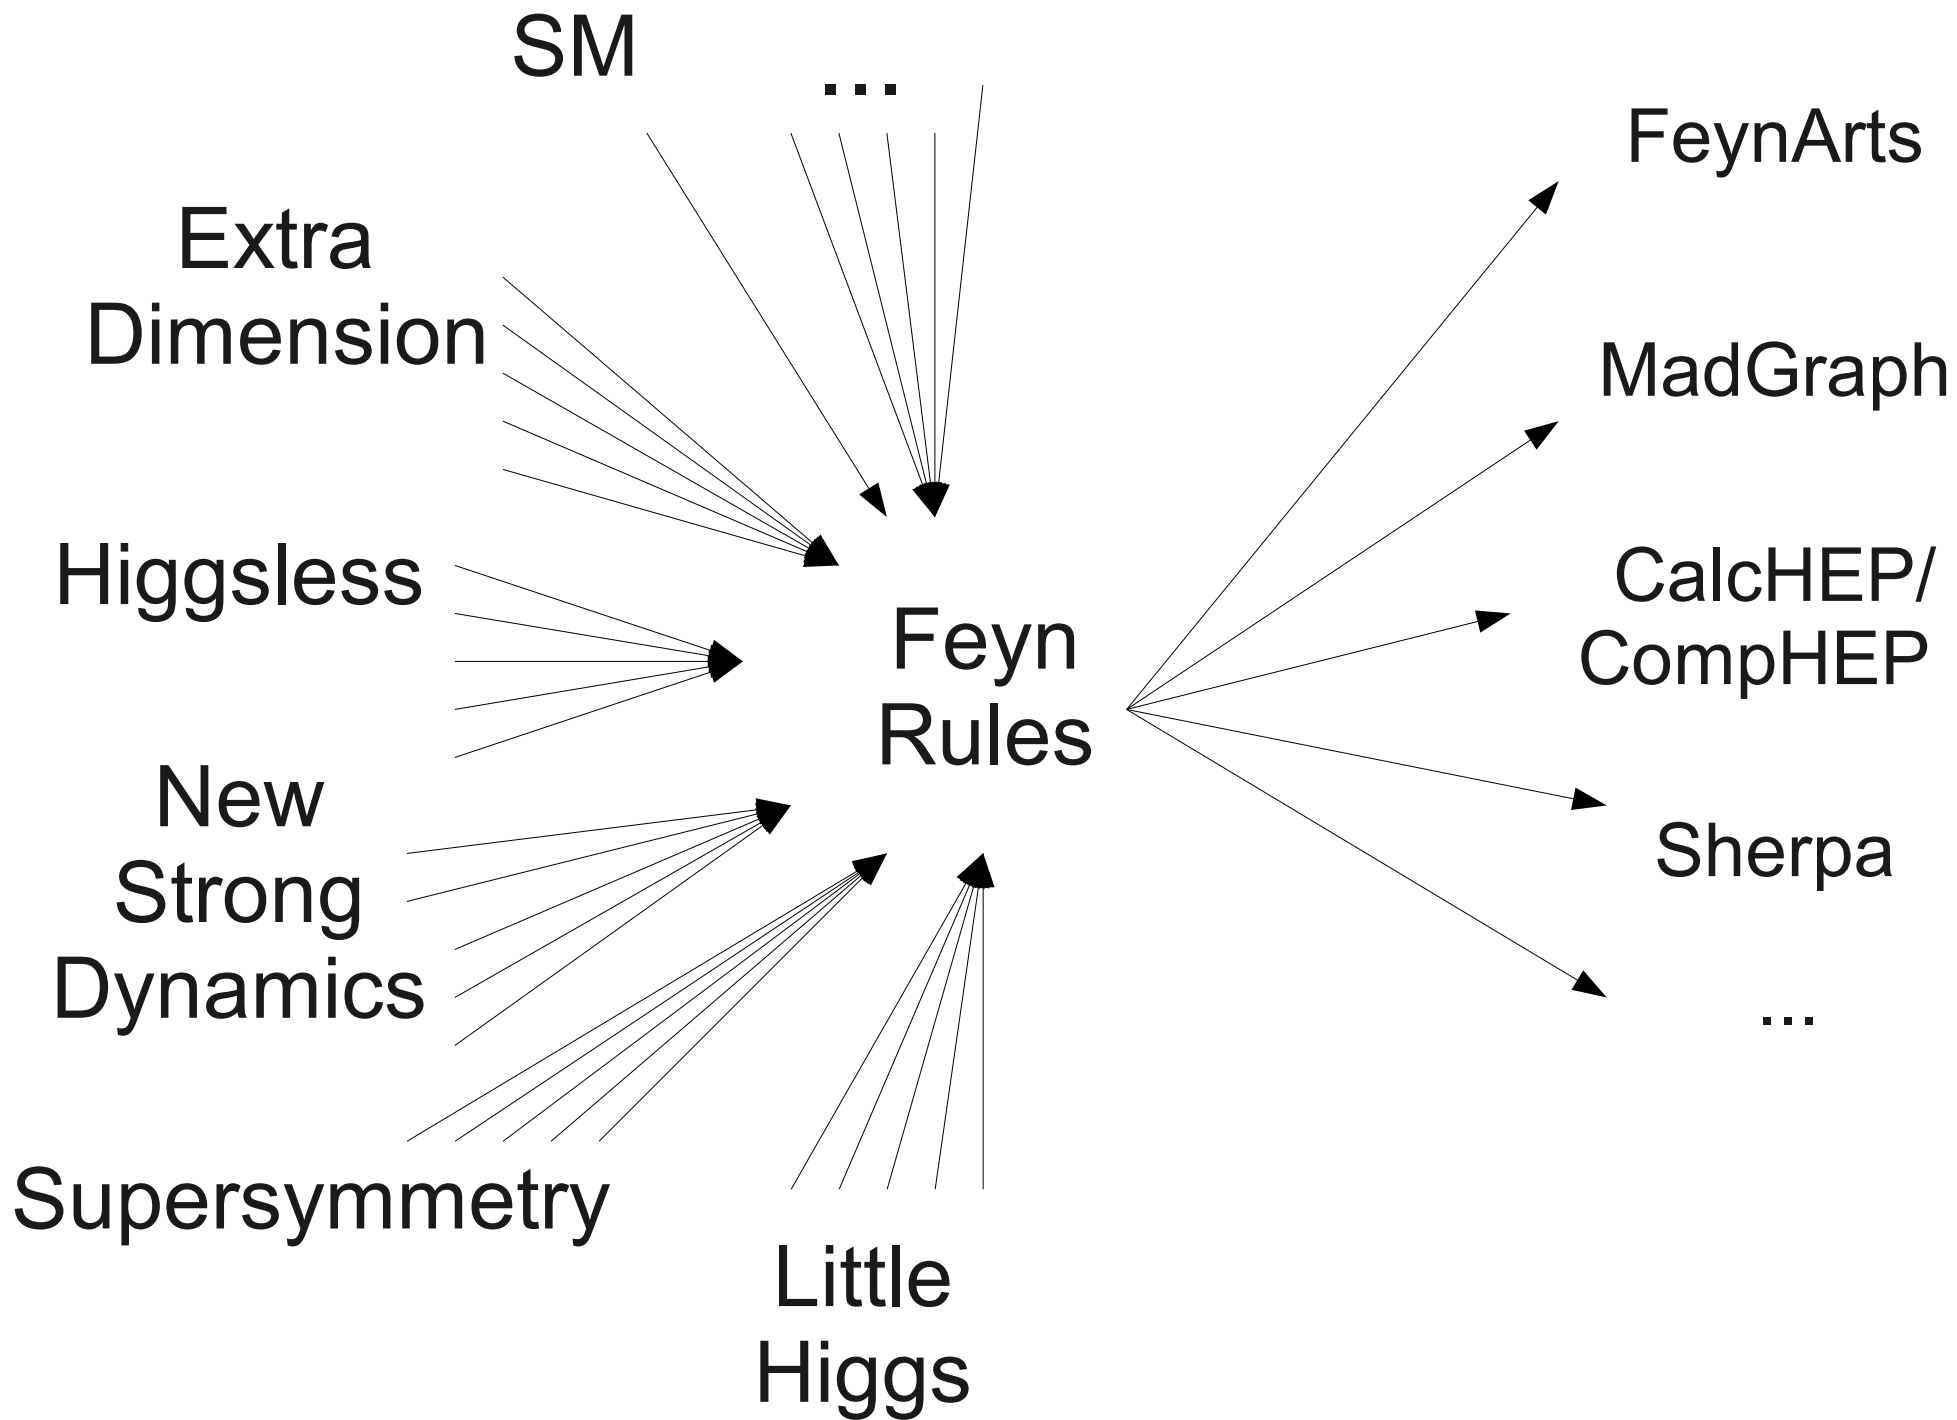 SM
...
Extra
Dimension
Higgsless
New
Strong
Dynamics
Supersymmetry
Little
Higgs
Feyn
Rules
FeynArts
MadGraph
CalcHEP/
CompHEP
Sherpa
...